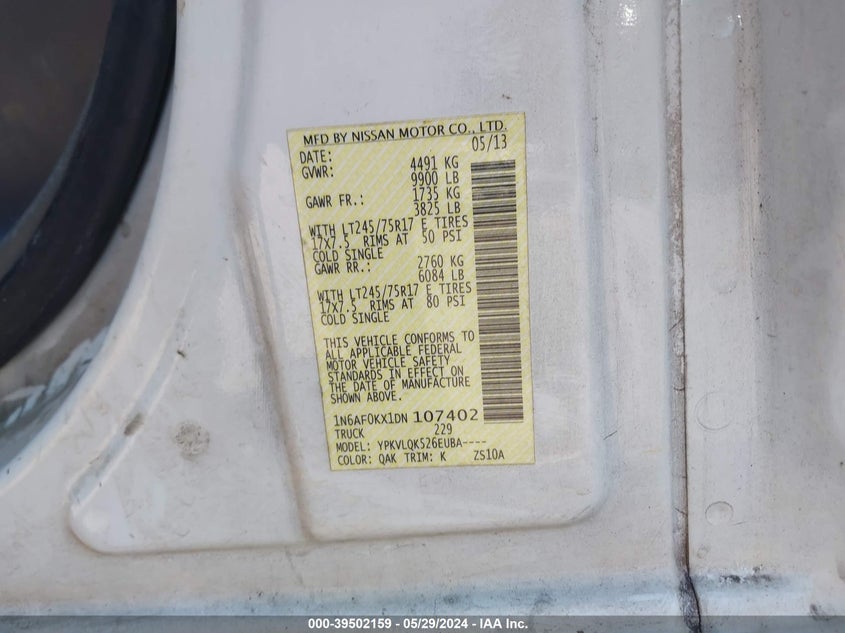 MFD BY NISSAN MOTOR CO., LTD.
DATE: 05/13
GVWR: 4491 KG
9900 LB
GAWR FR.: 1735 KG
3825 LB
WITH LT245/75R17 E TIRES
17X7.5 RIMS AT 50 PSI
COLD SINGLE
GAWR RR.: 2760 KG
6084 LB
WITH LT245/75R17 E TIRES
17X7.5 RIMS AT 80 PSI
COLD SINGLE
THIS VEHICLE CONFORMS TO
ALL APPLICABLE FEDERAL
MOTOR VEHICLE SAFETY
STANDARDS IN EFFECT ON
THE DATE OF MANUFACTURE
SHOWN ABOVE.
1N6AF0KX1DN107402
TRUCK 229
MODEL: YPKVLQK526EUBA----
COLOR: QAK TRIM: K ZS10A
000-39502159 - 05/29/2024 - IAA Inc.